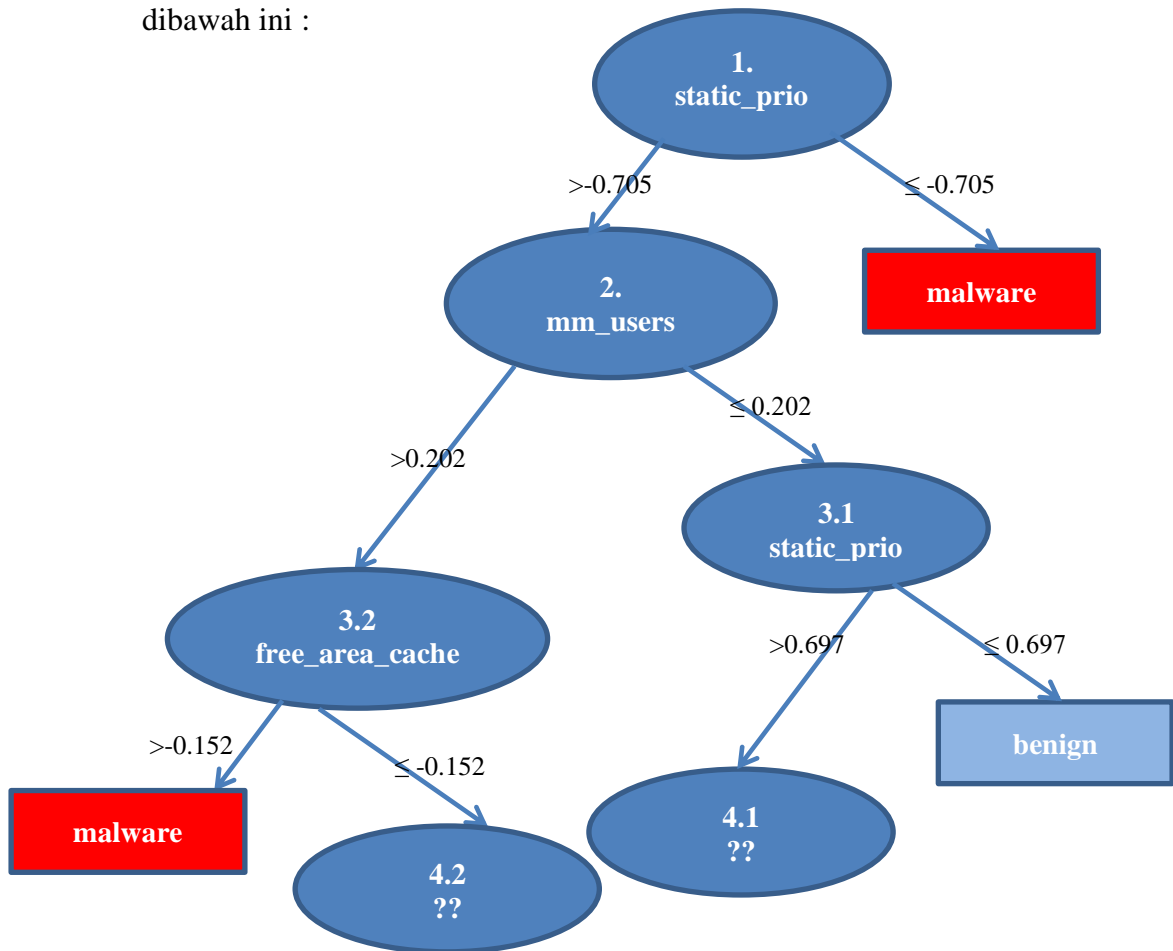 dibawah ini :
1.
static_prio
>-0.705
≤ -0.705
2.
mm_users
malware
≤ 0.202
>0.202
3.1
static_prio
3.2
free_area_cache
>0.697
≤ 0.697
>-0.152
≤ -0.152
benign
malware
4.1
??
4.2
??